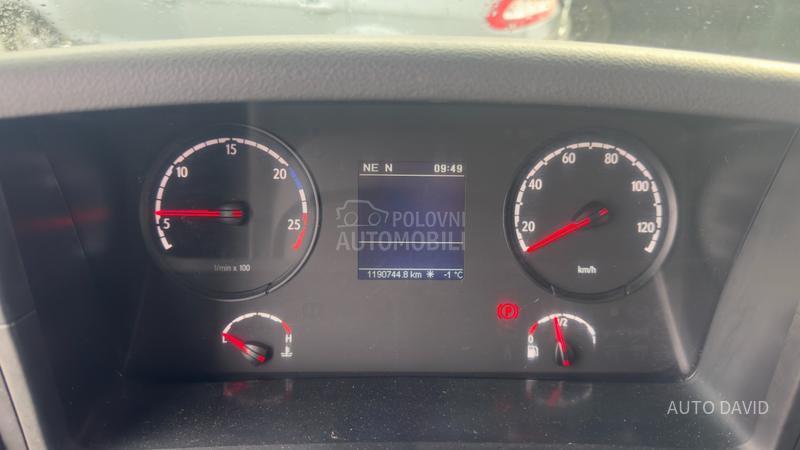 NE N 09:49
1190744.8 km ☀ -1 °C
5 10 15 20 25
1/min x 100
20 40 60 80 100 120
km/h
H
P
0 1/2
POLOVNI
AUTOMOBILI
AUTO DAVID